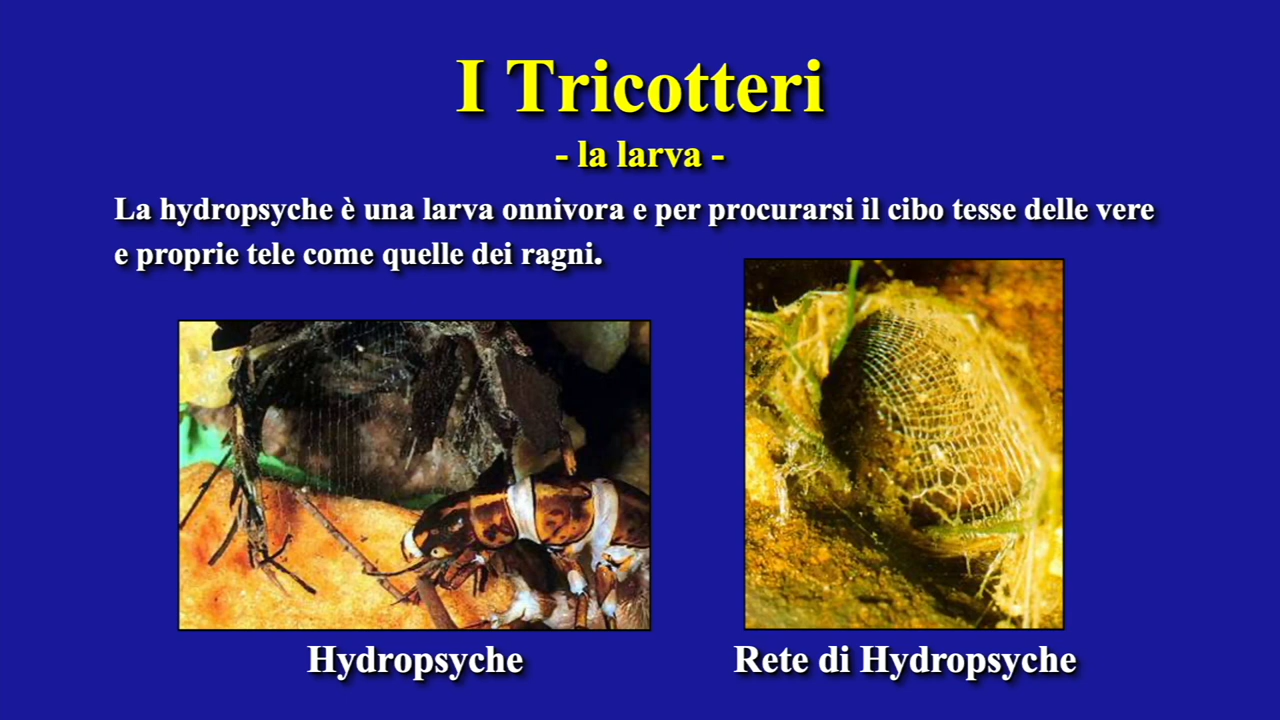 I Tricotteri
- la larva -
La hydropsyche è una larva onnivora e per procurarsi il cibo tesse delle vere
e proprie tele come quelle dei ragni.
Hydropsyche
Rete di Hydropsyche